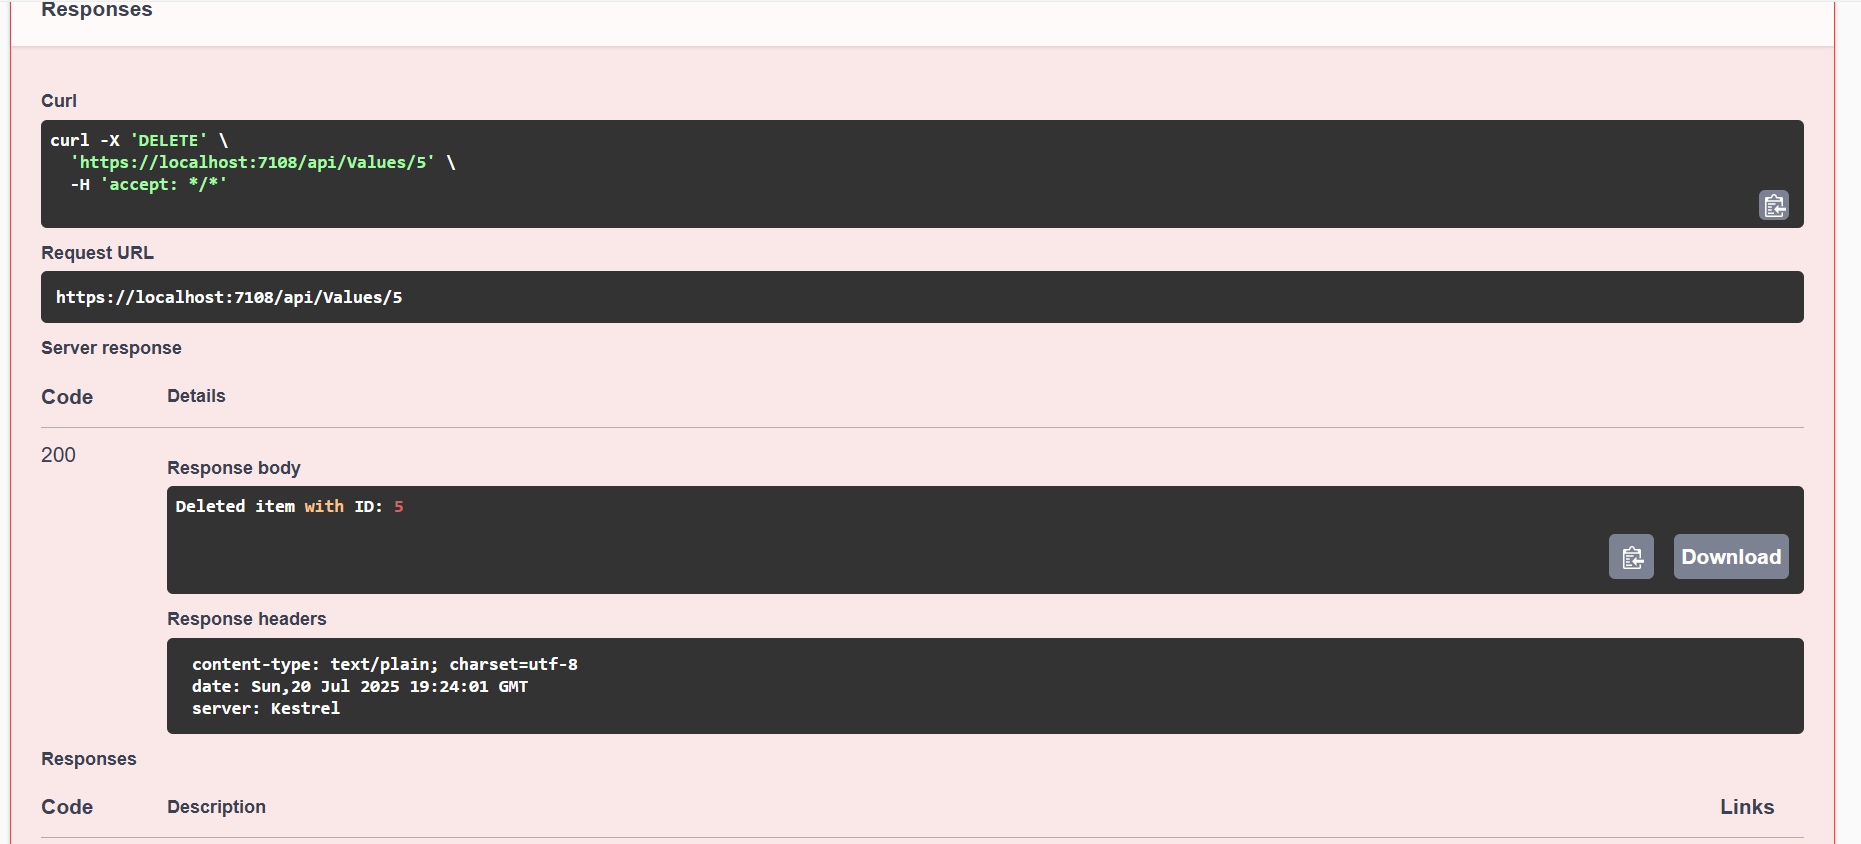 Responses
Curl
curl -X 'DELETE' \
  'https://localhost:7108/api/Values/5' \
  -H 'accept: */*'
Request URL
https://localhost:7108/api/Values/5
Server response
Code Details
200
Response body
Deleted item with ID: 5
Download
Response headers
content-type: text/plain; charset=utf-8
date: Sun,20 Jul 2025 19:24:01 GMT
server: Kestrel
Responses
Code Description Links